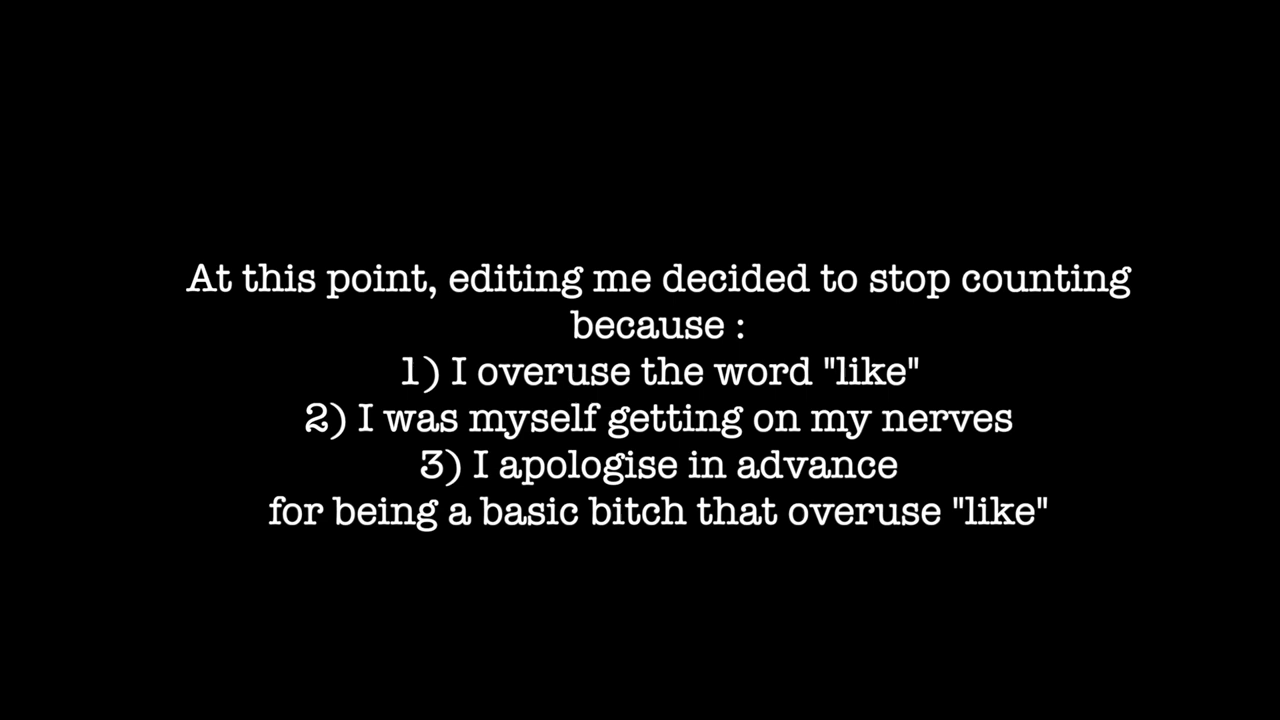 At this point, editing me decided to stop counting
because :
1) I overuse the word "like"
2) I was myself getting on my nerves
3) I apologise in advance
for being a basic bitch that overuse "like"